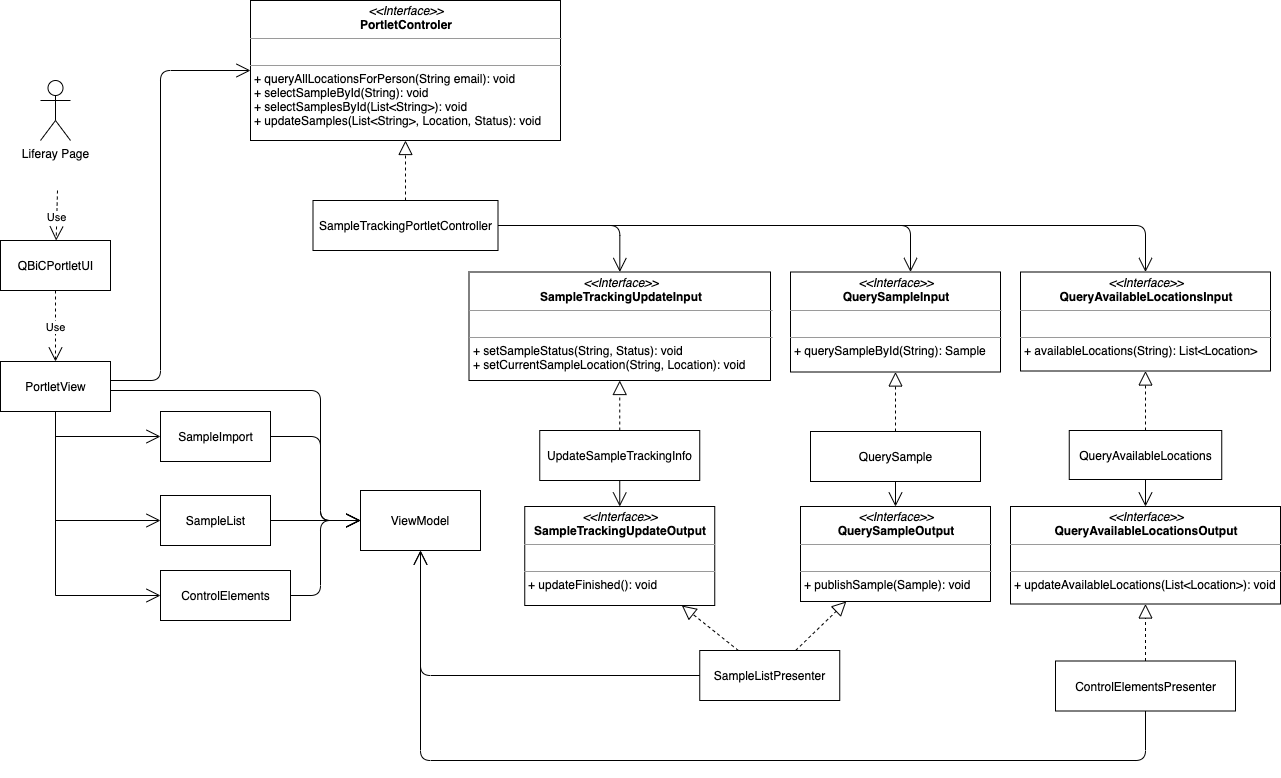 <<Interface>>
PortletControler
+ queryAllLocationsForPerson(String email): void
+ selectSampleById(String): void
+ selectSamplesById(List<String>): void
+ updateSamples(List<String>, Location, Status): void
Liferay Page
Use
QBiCPortletUI
Use
PortletView
SampleImport
SampleList
ControlElements
ViewModel
SampleTrackingPortletController
<<Interface>>
SampleTrackingUpdateInput
+ setSampleStatus(String, Status): void
+ setCurrentSampleLocation(String, Location): void
<<Interface>>
QuerySampleInput
+ querySampleById(String): Sample
<<Interface>>
QueryAvailableLocationsInput
+ availableLocations(String): List<Location>
UpdateSampleTrackingInfo
QuerySample
QueryAvailableLocations
<<Interface>>
SampleTrackingUpdateOutput
+ updateFinished(): void
<<Interface>>
QuerySampleOutput
+ publishSample(Sample): void
<<Interface>>
QueryAvailableLocationsOutput
+ updateAvailableLocations(List<Location>): void
SampleListPresenter
ControlElementsPresenter